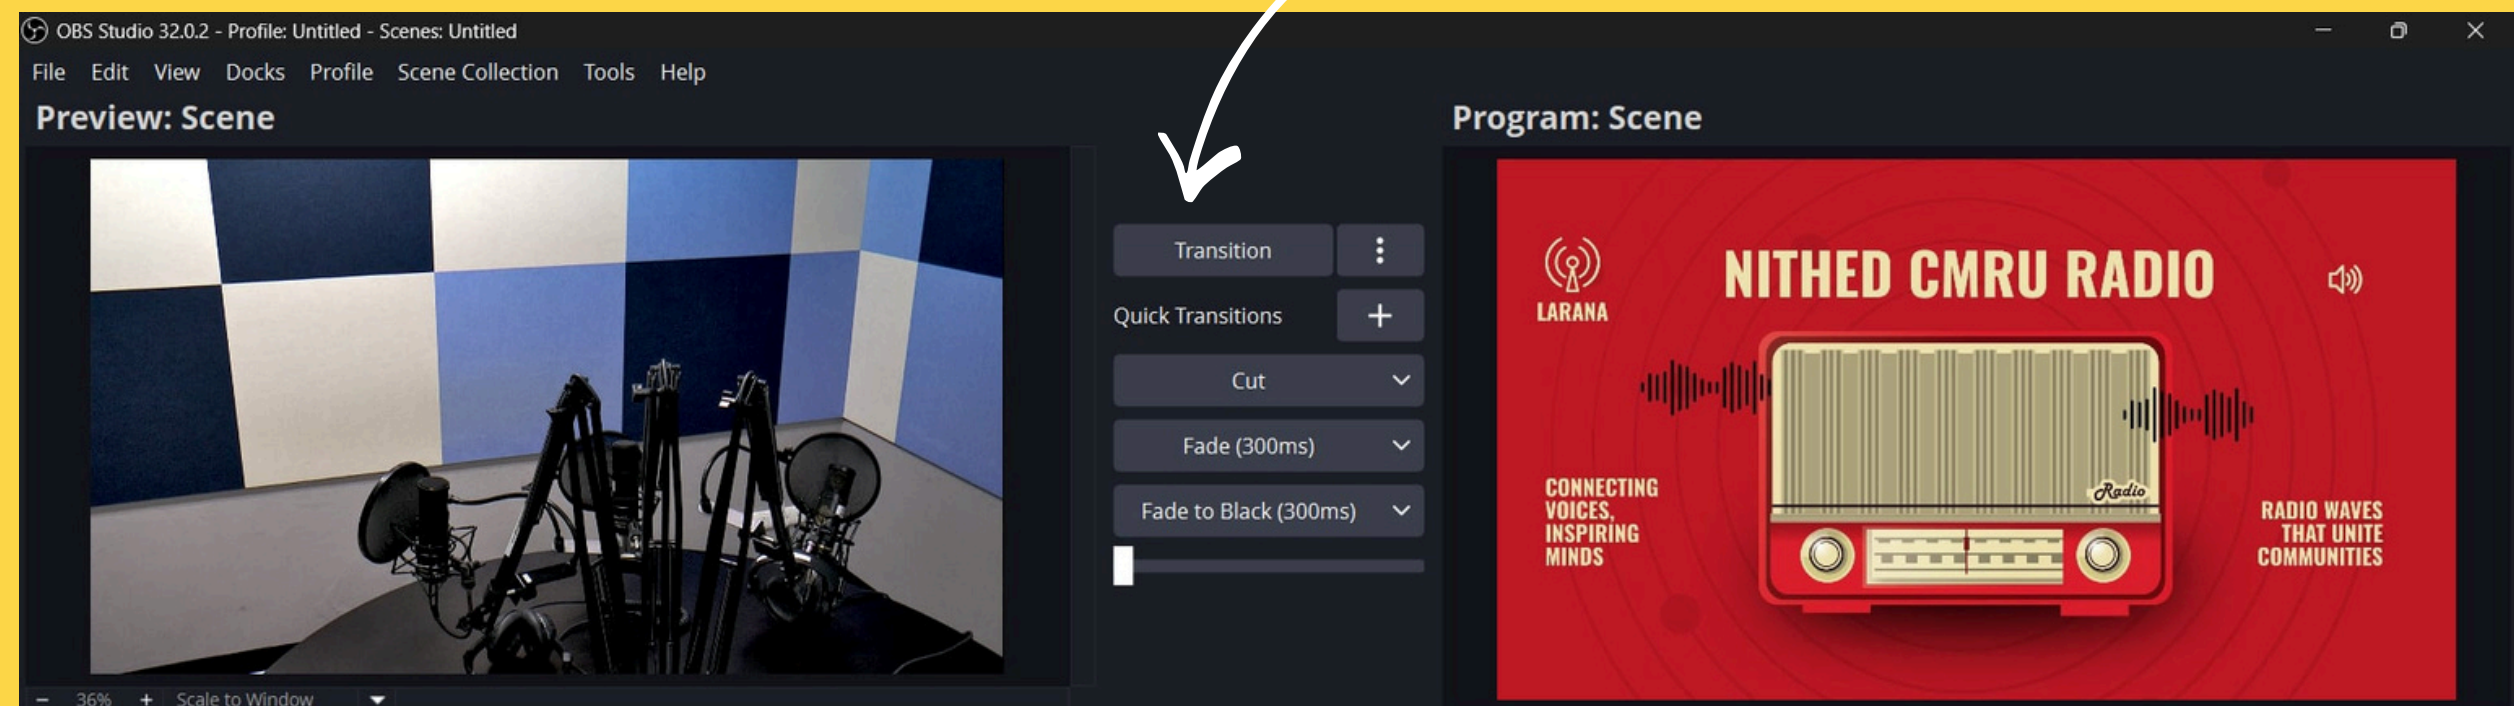 OBS Studio 32.0.2 - Profile: Untitled - Scenes: Untitled
File Edit View Docks Profile Scene Collection Tools Help
Preview: Scene
Program: Scene
Transition
Quick Transitions
Cut
Fade (300ms)
Fade to Black (300ms)
36% Scale to Window
LARANA
NITHED CMRU RADIO
Radio
CONNECTING
VOICES,
INSPIRING
MINDS
RADIO WAVES
THAT UNITE
COMMUNITIES